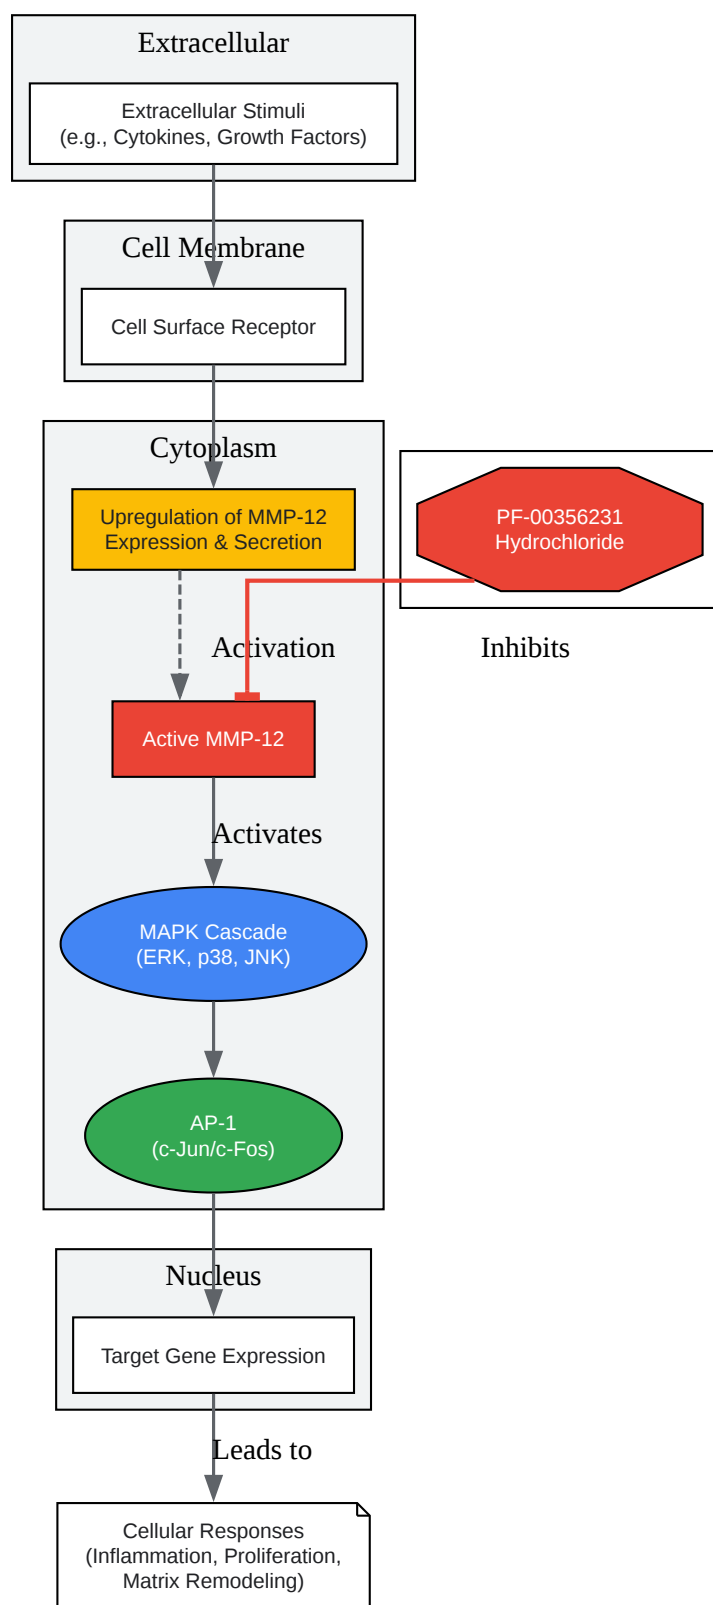 Extracellular
Extracellular Stimuli
(e.g., Cytokines, Growth Factors)
Cell Membrane
Cell Surface Receptor
Cytoplasm
Upregulation of MMP-12
Expression & Secretion
PF-00356231
Hydrochloride
Activation
Inhibits
Active MMP-12
Activates
MAPK Cascade
(ERK, p38, JNK)
AP-1
(c-Jun/c-Fos)
Nucleus
Target Gene Expression
Leads to
Cellular Responses
(Inflammation, Proliferation,
Matrix Remodeling)